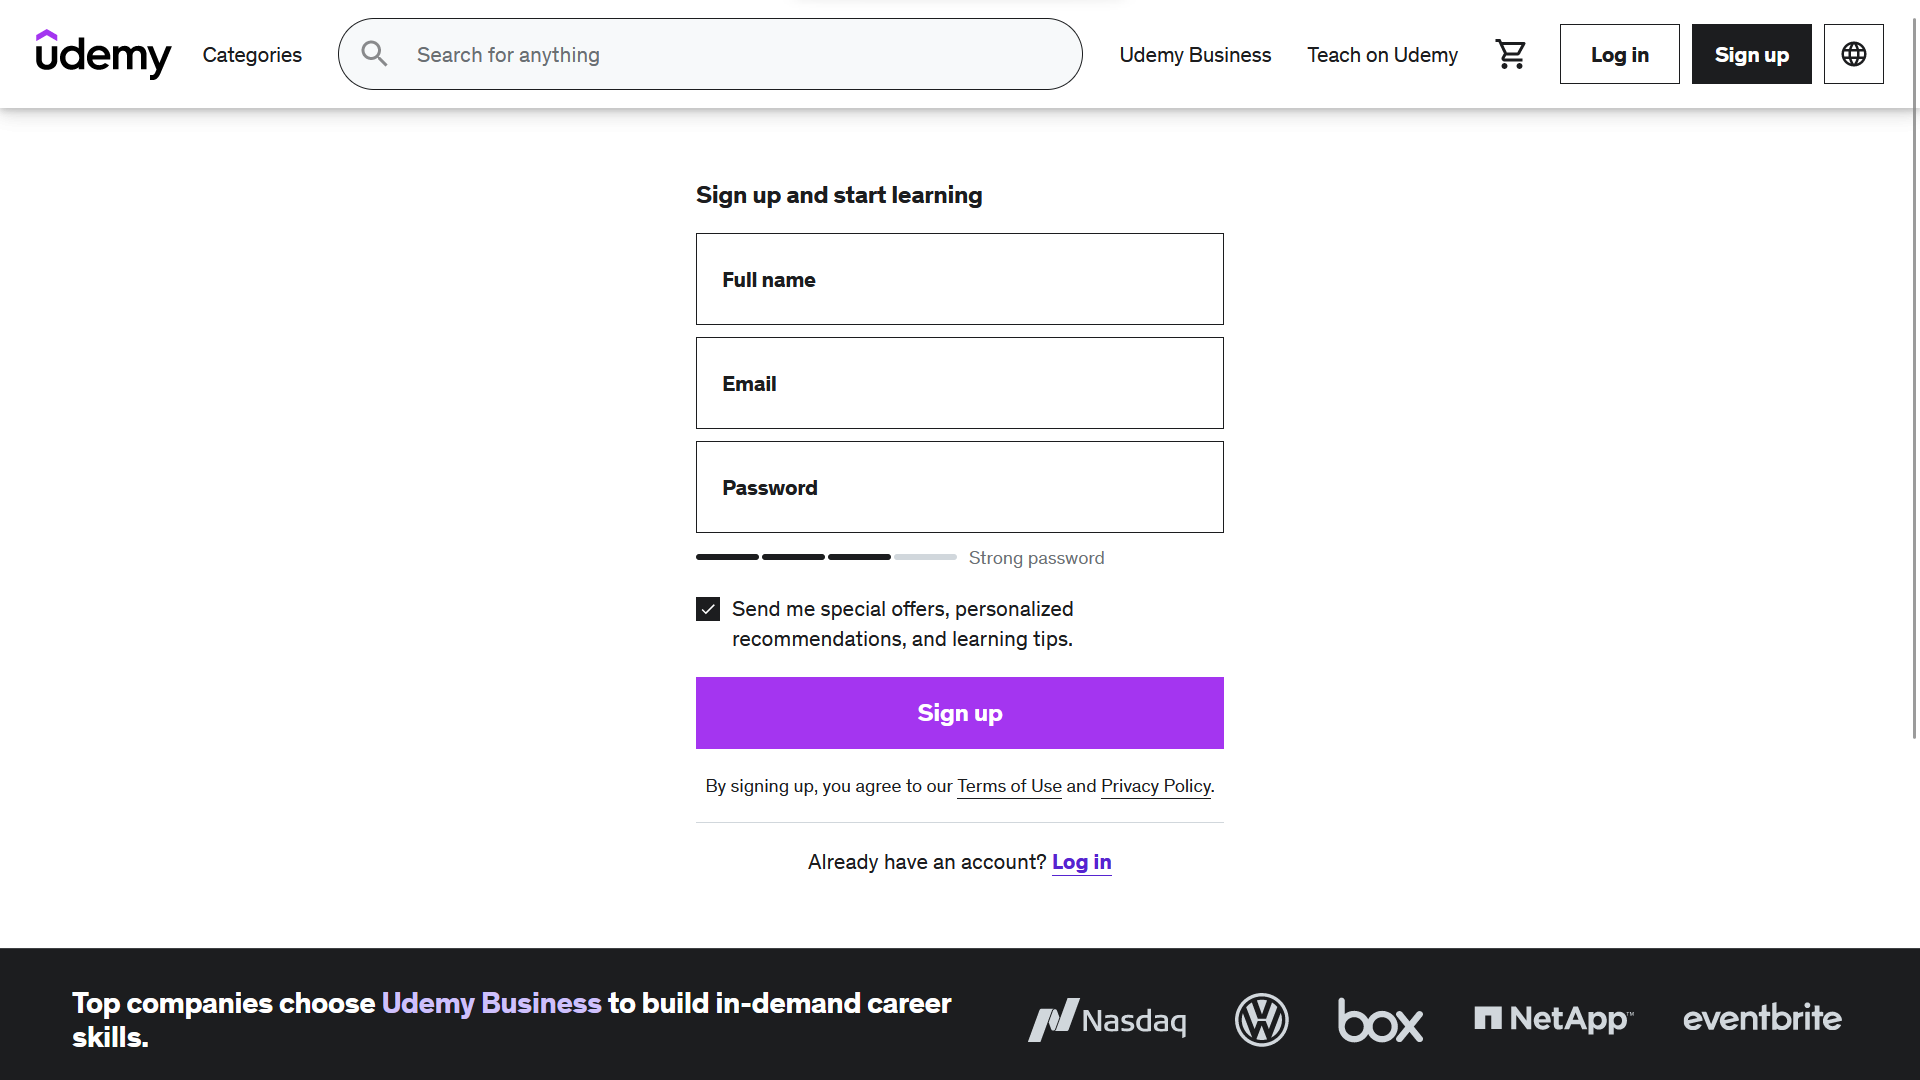 udemy
Categories
Search for anything
Udemy Business
Teach on Udemy
Log in
Sign up
Sign up and start learning
Full name
Email
Password
Strong password
Send me special offers, personalized
recommendations, and learning tips.
Sign up
By signing up, you agree to our Terms of Use and Privacy Policy.
Already have an account? Log in
Top companies choose Udemy Business to build in-demand career
skills.
Nasdaq
box
NetApp™
eventbrite